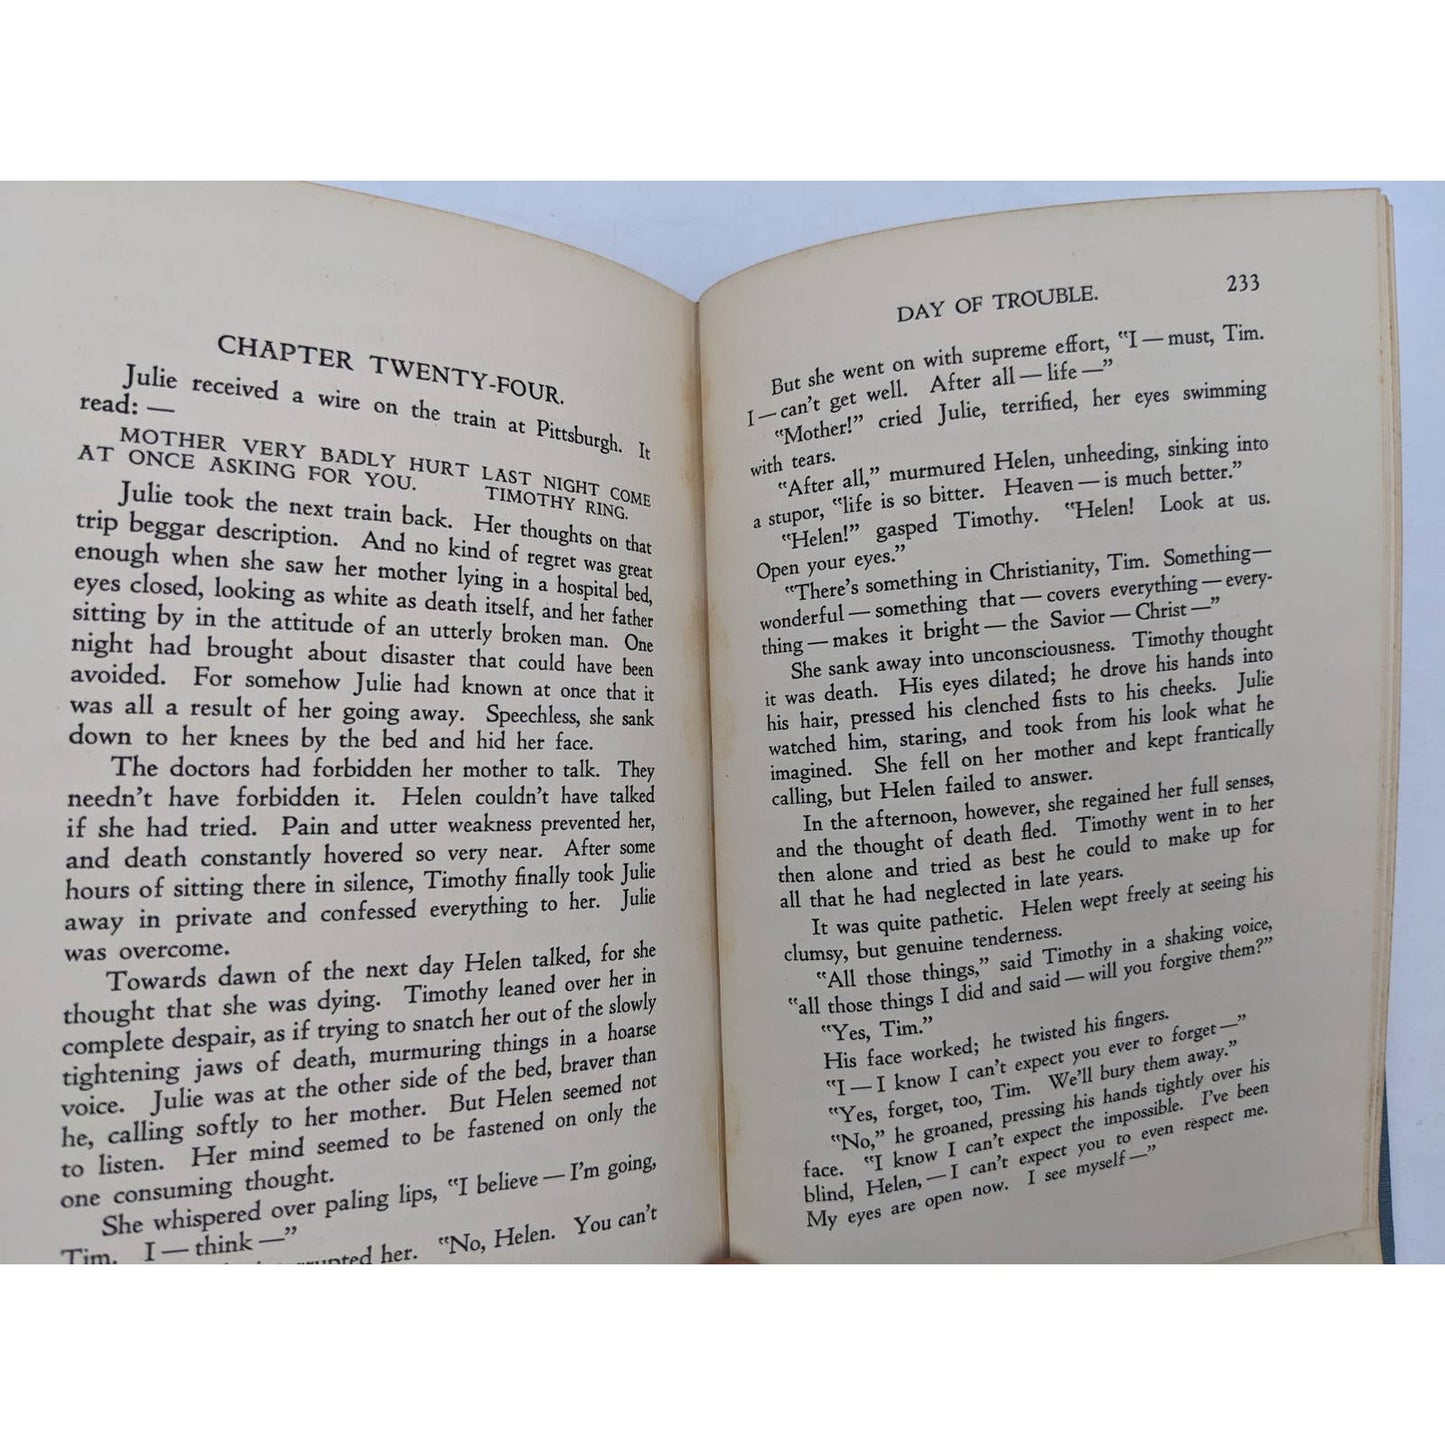 CHAPTER TWENTY-FOUR.
Julie received a wire on the train at Pittsburgh. It
read: —
MOTHER VERY BADLY HURT LAST NIGHT COME
AT ONCE ASKING FOR YOU. TIMOTHY RING.
Julie took the next train back. Her thoughts on that
trip beggar description. And no kind of regret was great
enough when she saw her mother lying in a hospital bed,
eyes closed, looking as white as death itself, and her father
sitting by in the attitude of an utterly broken man. One
night had brought about disaster that could have been
avoided. For somehow Julie had known at once that it
was all a result of her going away. Speechless, she sank
down to her knees by the bed and hid her face.
The doctors had forbidden her mother to talk. They
needn't have forbidden it. Helen couldn't have talked
if she had tried. Pain and utter weakness prevented her,
and death constantly hovered so very near. After some
hours of sitting there in silence, Timothy finally took Julie
away in private and confessed everything to her. Julie
was overcome.
Towards dawn of the next day Helen talked, for she
thought that she was dying. Timothy leaned over her in
complete despair, as if trying to snatch her out of the slowly
tightening jaws of death, murmuring things in a hoarse
voice. Julie was at the other side of the bed, braver than
he, calling softly to her mother. But Helen seemed not
to listen. Her mind seemed to be fastened on only the
one consuming thought.
She whispered over paling lips, "I believe — I'm going,
Tim. I — think —"
her. "No, Helen. You can't
DAY OF TROUBLE. 233
But she went on with supreme effort, "I — must, Tim.
I — can't get well. After all — life —"
"Mother!" cried Julie, terrified, her eyes swimming
with tears.
"After all," murmured Helen, unheeding, sinking into
a stupor, "life is so bitter. Heaven — is much better."
"Helen!" gasped Timothy. "Helen! Look at us.
Open your eyes."
"There's something in Christianity, Tim. Something—
wonderful — something that — covers everything — every-
thing — makes it bright — the Savior — Christ —"
She sank away into unconsciousness. Timothy thought
it was death. His eyes dilated; he drove his hands into
his hair, pressed his clenched fists to his cheeks. Julie
watched him, staring, and took from his look what he
imagined. She fell on her mother and kept frantically
calling, but Helen failed to answer.
In the afternoon, however, she regained her full senses,
and the thought of death fled. Timothy went in to her
then alone and tried as best he could to make up for
all that he had neglected in late years.
It was quite pathetic. Helen wept freely at seeing his
clumsy, but genuine tenderness.
"All those things," said Timothy in a shaking voice,
"all those things I did and said — will you forgive them?"
"Yes, Tim."
His face worked; he twisted his fingers.
"I — I know I can't expect you ever to forget —"
"Yes, forget, too, Tim. We'll bury them away."
"No," he groaned, pressing his hands tightly over his
face. "I know I can't expect the impossible. I've been
blind, Helen, — I can't expect you to even respect me.
My eyes are open now. I see myself —"